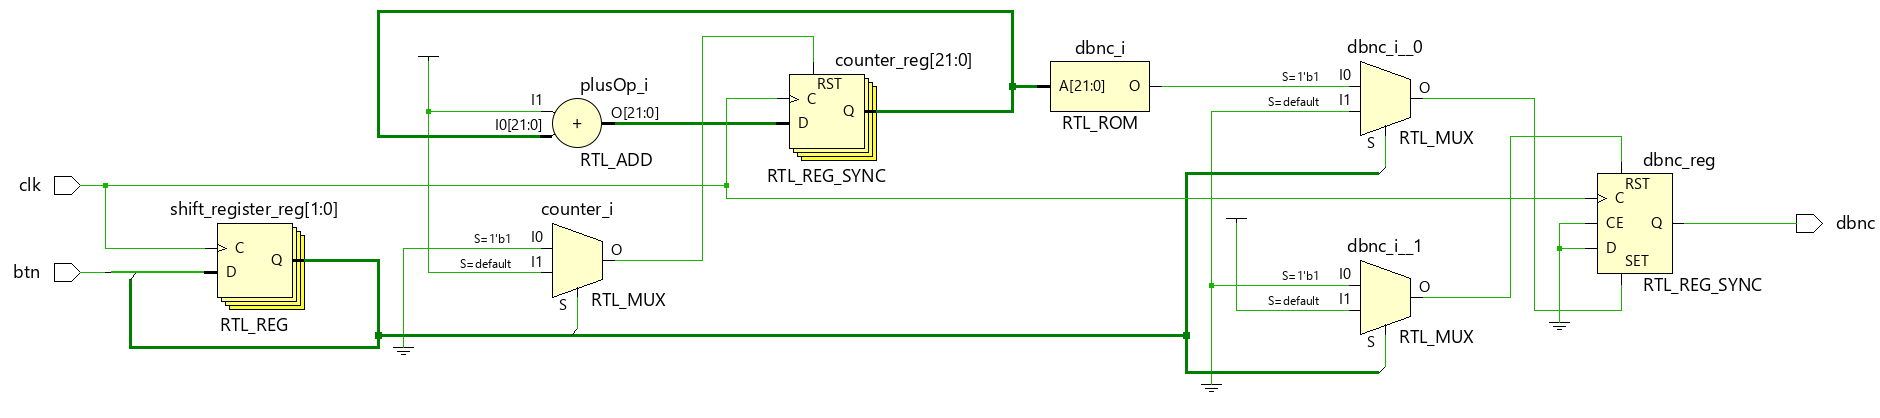 dbnc_i__0
dbnc_i
counter_reg[21:0]
S=1'b1
I0
plusOp_i
RST
A[21:0]
O
O
I1
C
S=default
I1
O[21:0]
Q
I0[21:0]
D
RTL_ROM
+
RTL_MUX
S
RTL_ADD
dbnc_reg
RTL_REG_SYNC
clk
RST
C
shift_register_reg[1:0]
counter_i
CE
Q
dbnc
S=1'b1
I0
C
O
D
dbnc_i__1
Q
SET
S=default
I1
btn
D
S=1'b1
I0
O
RTL_REG_SYNC
S=default
I1
S
RTL_MUX
RTL_REG
RTL_MUX
S